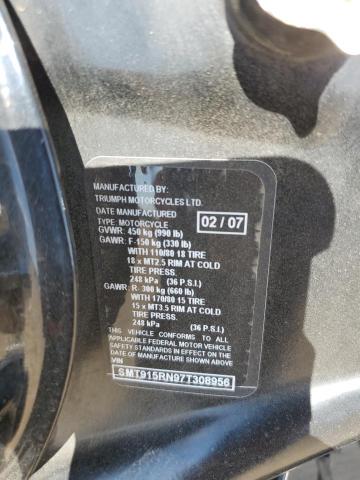 MANUFACTURED BY:
TRIUMPH MOTORCYCLES LTD.
DATE MANUFACTURED 02 / 07
TYPE: MOTORCYCLE
GVWR: 450 kg (990 lb)
GAWR: F-150 kg (330 lb)
WITH 110/80 18 TIRE
18 x MT2.5 RIM AT COLD
TIRE PRESS.
248 kPa (36 P.S.I.)
GAWR: R. 300 kg (660 lb)
WITH 170/80 15 TIRE
15 x MT3.5 RIM AT COLD
TIRE PRESS.
248 kPa (36 P.S.I.)
THIS VEHICLE CONFORMS TO ALL
APPLICABLE FEDERAL MOTOR VEHICLE
SAFETY STANDARDS IN EFFECT ON THE
DATE OF MANUFACTURE SHOWN ABOVE
VIN SMT915RN97T308956